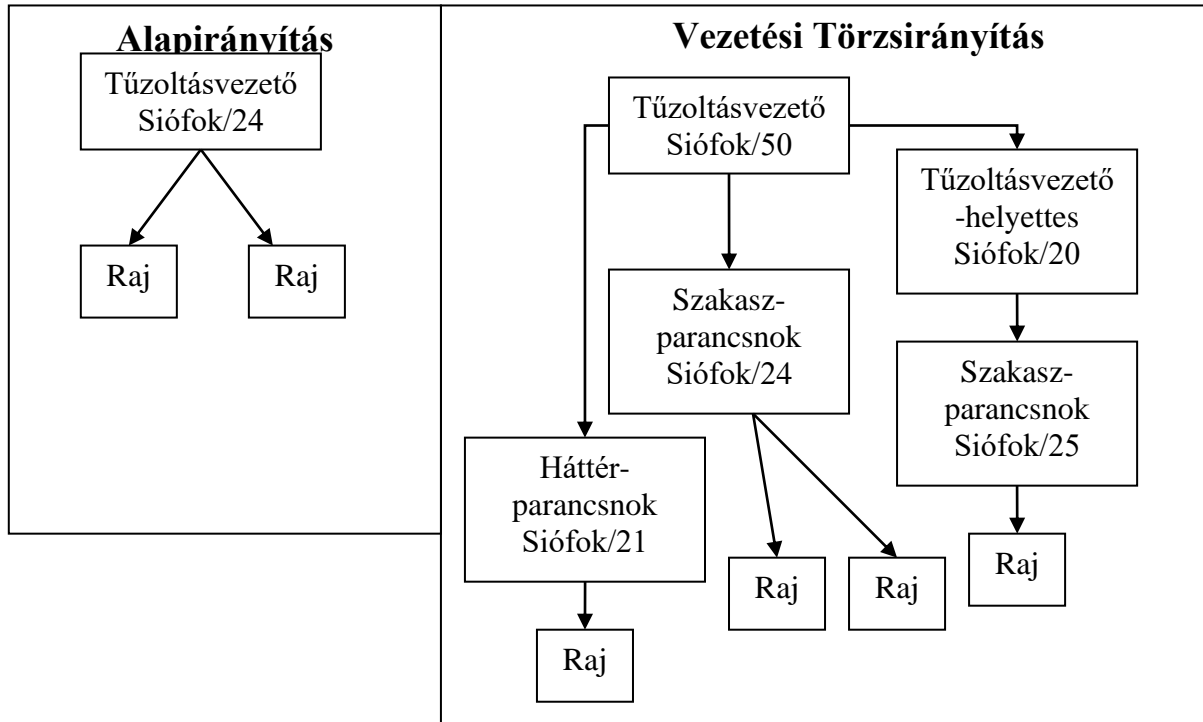 Alapirányítás
Tűzoltásvezető
Siófok/24
Raj
Raj
Vezetési Törzsirányítás
Tűzoltásvezető
Siófok/50
Tűzoltásvezető
-helyettes
Siófok/20
Szakasz-
parancsnok
Siófok/24
Szakasz-
parancsnok
Siófok/25
Háttér-
parancsnok
Siófok/21
Raj
Raj
Raj
Raj